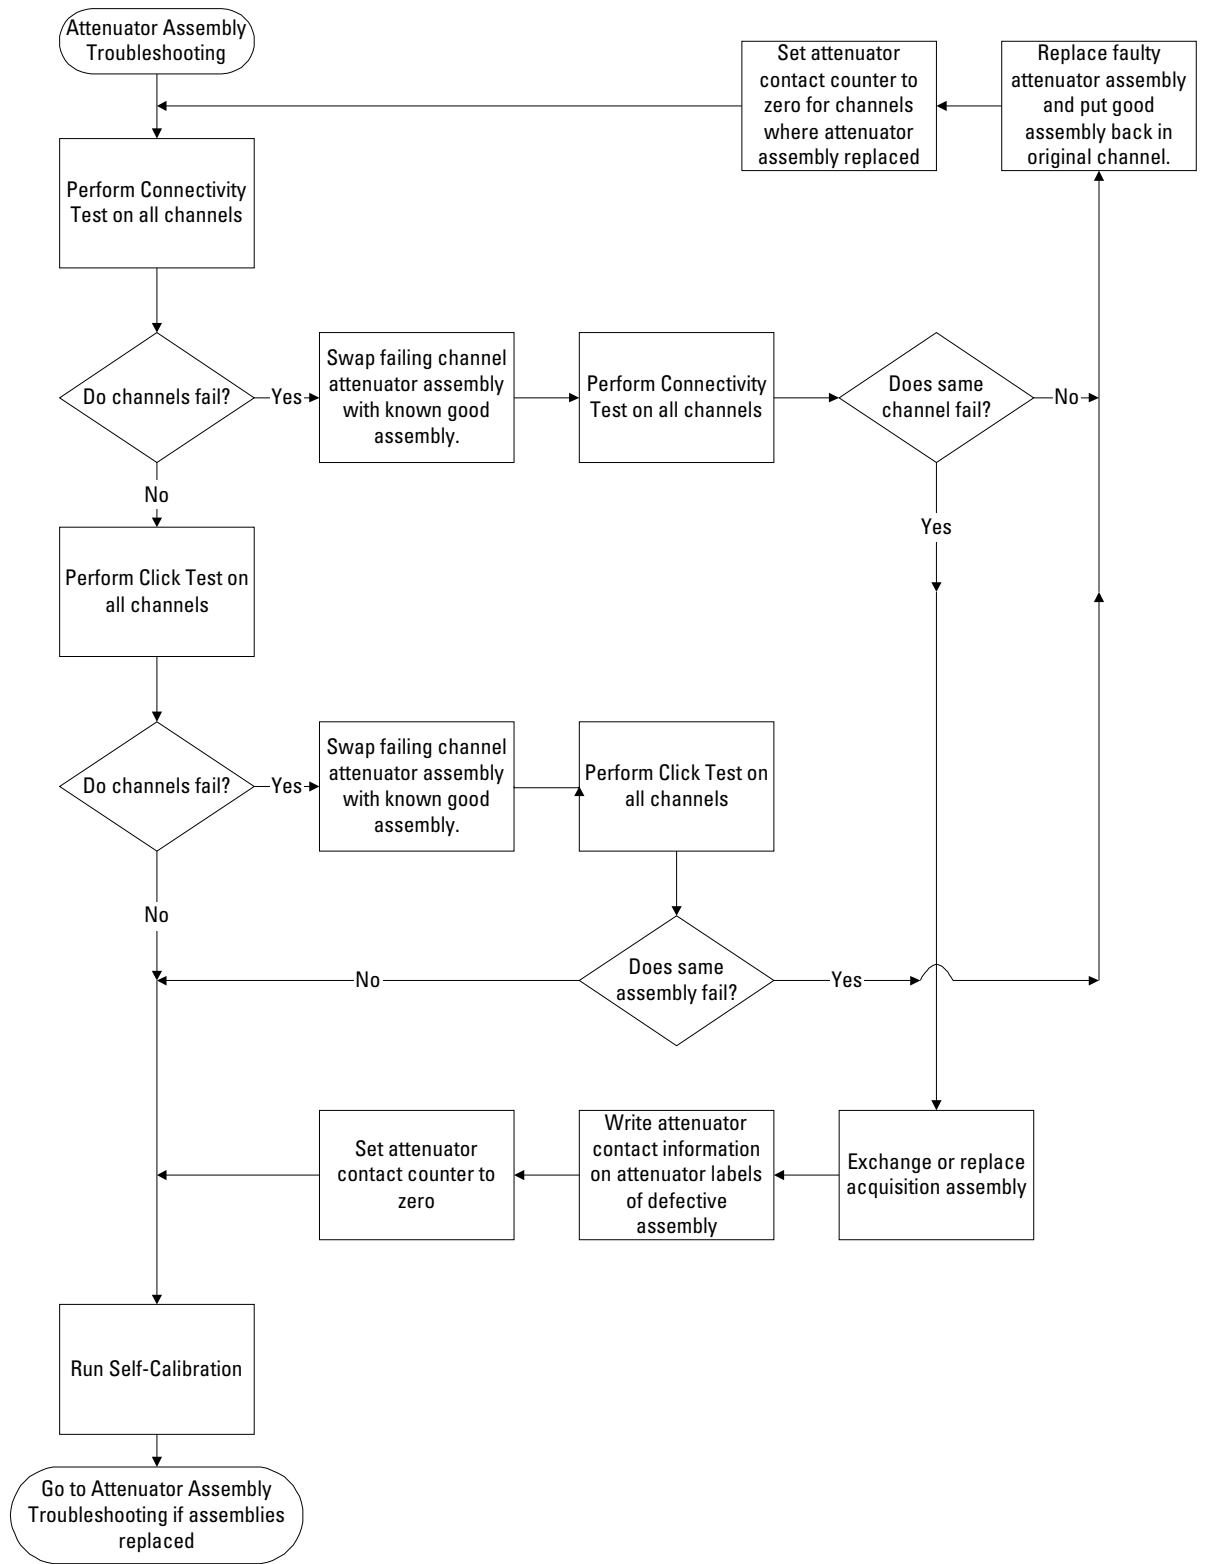 Attenuator Assembly
Troubleshooting
Set attenuator
contact counter to
zero for channels
where attenuator
assembly replaced
Replace faulty
attenuator assembly
and put good
assembly back in
original channel.
Perform Connectivity
Test on all channels
Do channels fail?
Yes
Swap failing channel
attenuator assembly
with known good
assembly.
Perform Connectivity
Test on all channels
Does same
channel fail?
No
No
Yes
Perform Click Test on
all channels
Do channels fail?
Yes
Swap failing channel
attenuator assembly
with known good
assembly.
Perform Click Test on
all channels
No
No
Does same
assembly fail?
Yes
Set attenuator
contact counter to
zero
Write attenuator
contact information
on attenuator labels
of defective
assembly
Exchange or replace
acquisition assembly
Run Self-Calibration
Go to Attenuator Assembly
Troubleshooting if assemblies
replaced